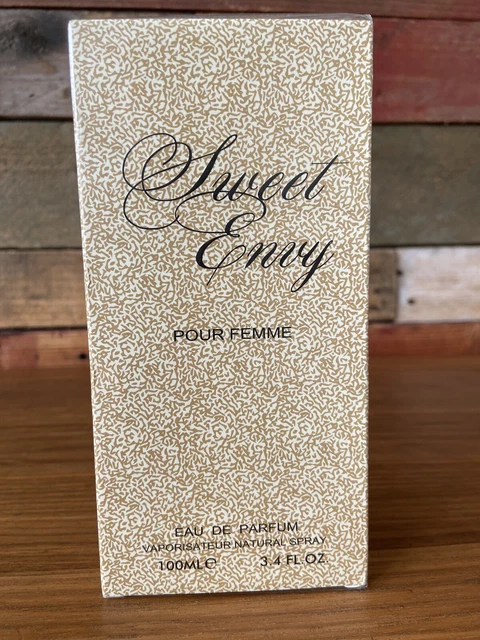 Sweet
Envy
POUR FEMME
EAU DE PARFUM
VAPORISATEUR NATURAL SPRAY
100ML℮ 3.4 FL.OZ.